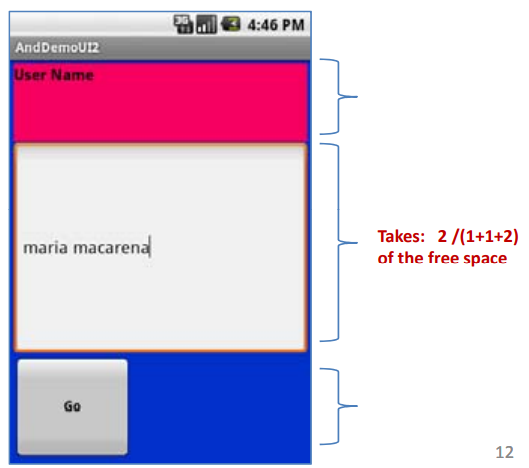 3G 4:46 PM
AndDemoUI2
User Name
maria macarena
Takes: 2 /(1+1+2)
of the free space
Go
12